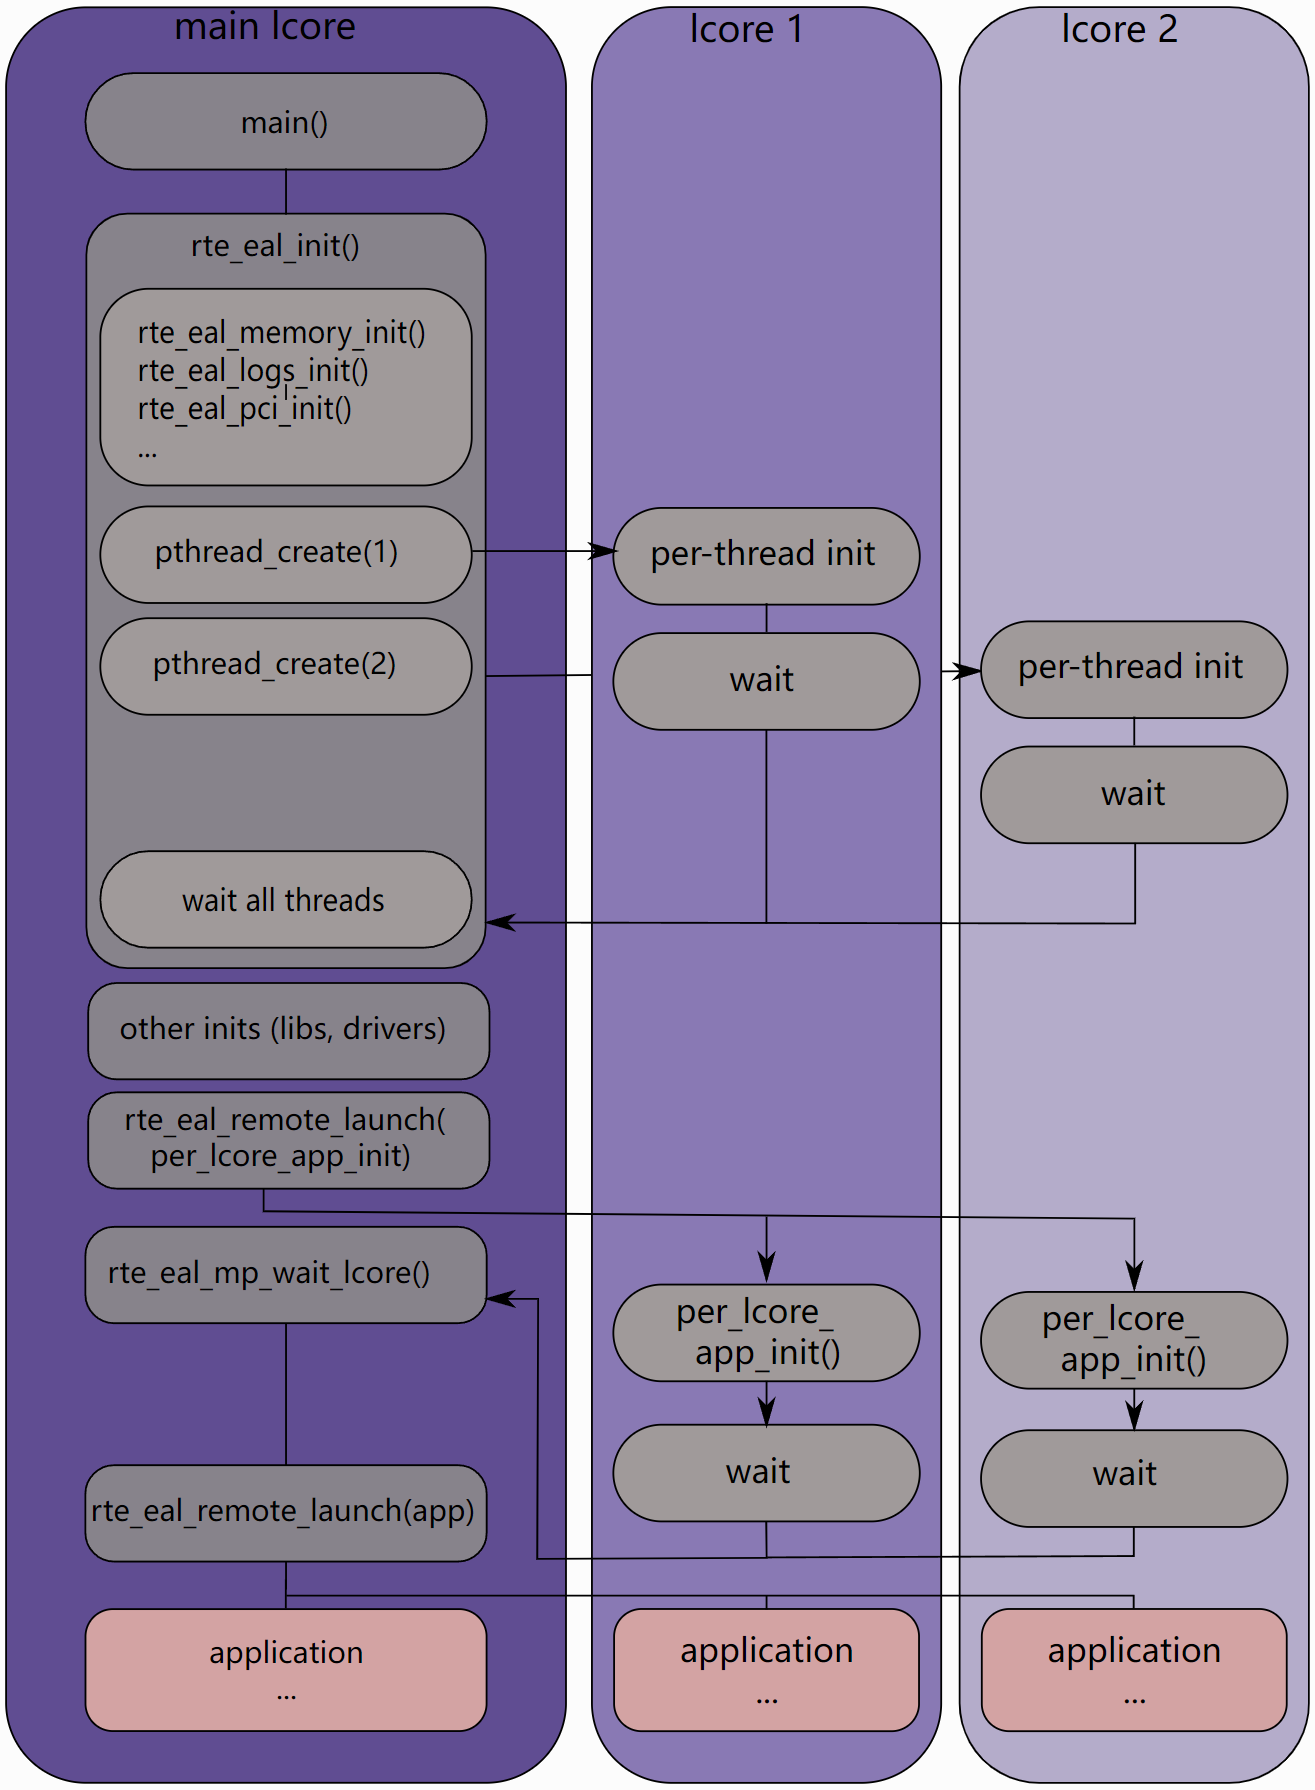 main lcore
main()
rte_eal_init()
rte_eal_memory_init()
rte_eal_logs_init()
rte_eal_pci_init()
...
pthread_create(1)
pthread_create(2)
wait all threads
other inits (libs, drivers)
rte_eal_remote_launch(
per_lcore_app_init)
rte_eal_mp_wait_lcore()
rte_eal_remote_launch(app)
application
...
lcore 1
per-thread init
wait
per_lcore_
app_init()
wait
application
...
lcore 2
per-thread init
wait
per_lcore_
app_init()
wait
application
...